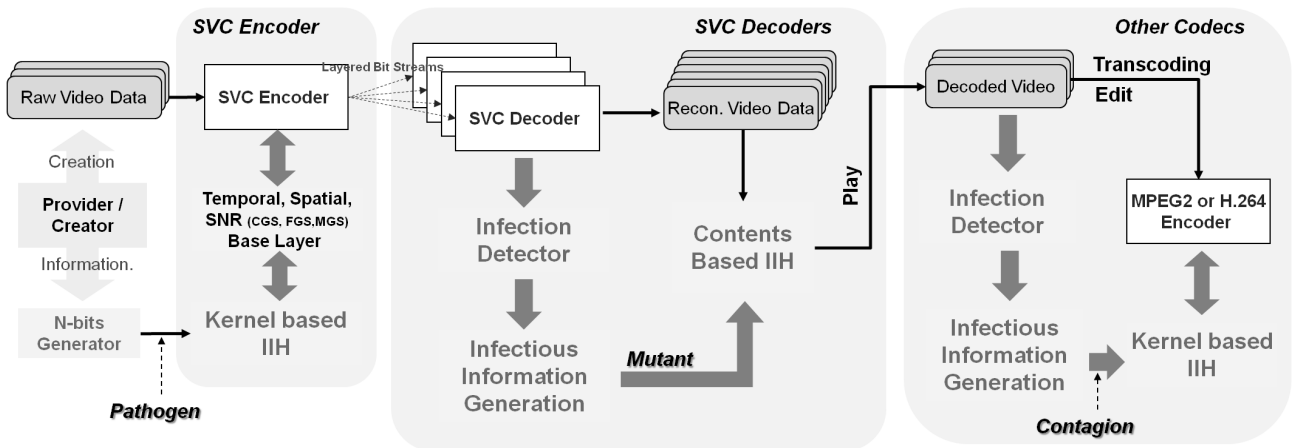 SVC Encoder
Raw Video Data
SVC Encoder
Creation
Provider /
Creator
Information.
N-bits
Generator
Pathogen
Temporal, Spatial,
SNR (CGS, FGS,MGS)
Base Layer
Kernel based
IIH
SVC Decoders
Layered Bit Streams
SVC Decoder
Recon. Video Data
Infection
Detector
Infectious
Information
Generation
Mutant
Contents
Based IIH
Play
Other Codecs
Decoded Video
Transcoding
Edit
Infection
Detector
Infectious
Information
Generation
MPEG2 or H.264
Encoder
Kernel based
IIH
Contagion